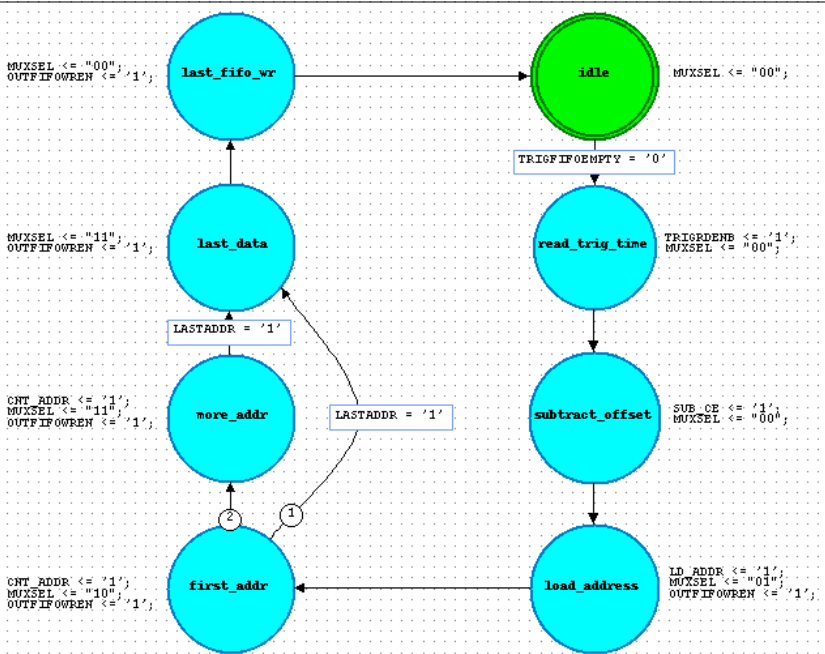 MUXSEL <= "00";
OUTFIFOWREN <= '1';
last_fifo_wr
idle
MUXSEL <= "00";
TRIGFIFOEMPTY = '0'
MUXSEL <= "11";
OUTFIFOWREN <= '1';
last_data
read_trig_time
TRIGRDENB <= '1';
MUXSEL <= "00";
LASTADDR = '1'
CNT_ADDR <= '1';
MUXSEL <= "11";
OUTFIFOWREN <= '1';
more_addr
LASTADDR = '1'
subtract_offset
SUB_CE <= '1';
MUXSEL <= "00";
2
1
CNT_ADDR <= '1';
MUXSEL <= "10";
OUTFIFOWREN <= '1';
first_addr
load_address
LD_ADDR <= '1';
MUXSEL <= "01";
OUTFIFOWREN <= '1';